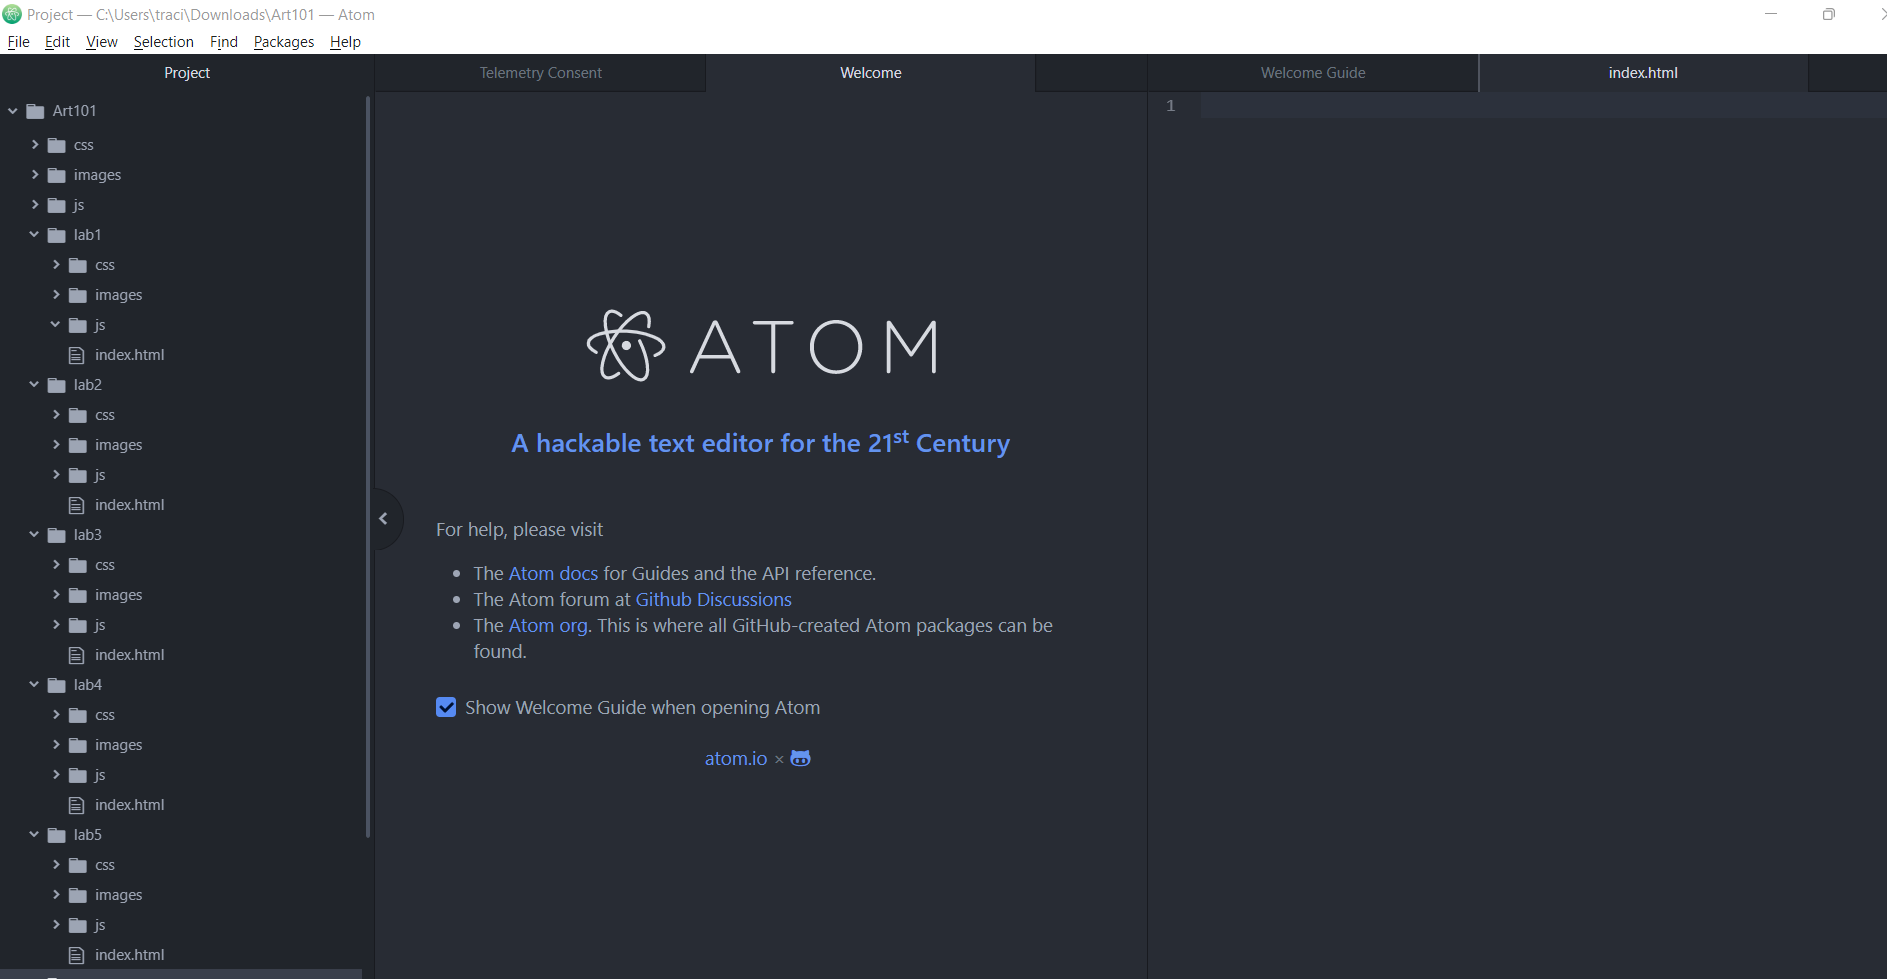 Project — C:\Users\traci\Downloads\Art101 — Atom
File Edit View Selection Find Packages Help
Project
Telemetry Consent
Welcome
Welcome Guide
index.html
Art101
css
images
js
lab1
css
images
js
index.html
lab2
css
images
js
index.html
lab3
css
images
js
index.html
lab4
css
images
js
index.html
lab5
css
images
js
index.html
ATOM
A hackable text editor for the 21st Century
For help, please visit
• The Atom docs for Guides and the API reference.
• The Atom forum at Github Discussions
• The Atom org. This is where all GitHub-created Atom packages can be
found.
Show Welcome Guide when opening Atom
atom.io ×
1